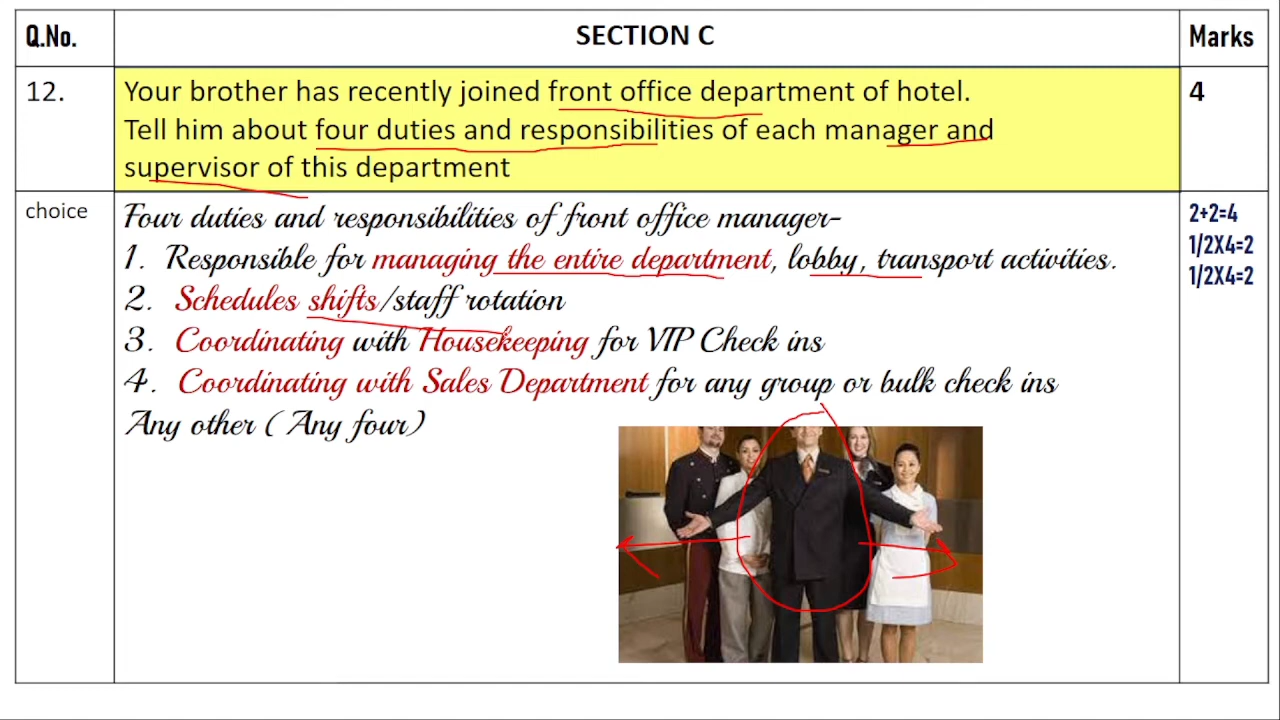 Q.No. SECTION C Marks
12. Your brother has recently joined front office department of hotel. 4
Tell him about four duties and responsibilities of each manager and
supervisor of this department
choice Four duties and responsibilities of front office manager- 2+2=4
1. Responsible for managing the entire department, lobby, transport activities. 1/2X4=2
2. Schedules shifts/staff rotation 1/2X4=2
3. Coordinating with Housekeeping for VIP Check ins
4. Coordinating with Sales Department for any group or bulk check ins
Any other ( Any four)